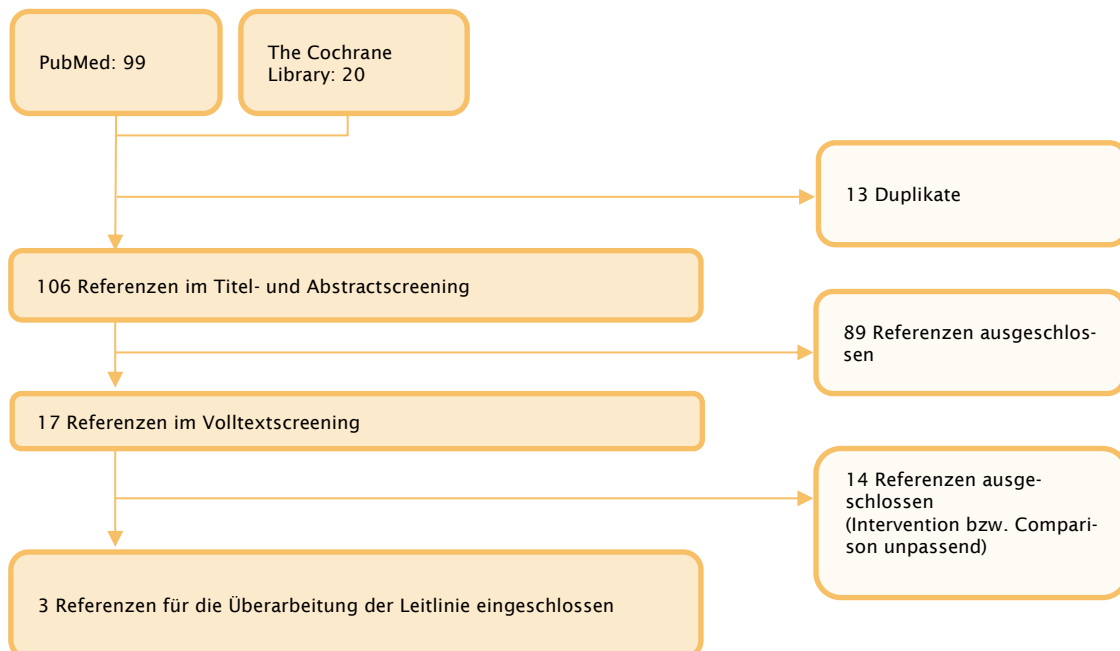 PubMed: 99
The Cochrane
Library: 20
13 Duplikate
106 Referenzen im Titel- und Abstractscreening
89 Referenzen ausgeschlos-
sen
17 Referenzen im Volltextscreening
14 Referenzen ausge-
schlossen
(Intervention bzw. Compari-
son unpassend)
3 Referenzen für die Überarbeitung der Leitlinie eingeschlossen